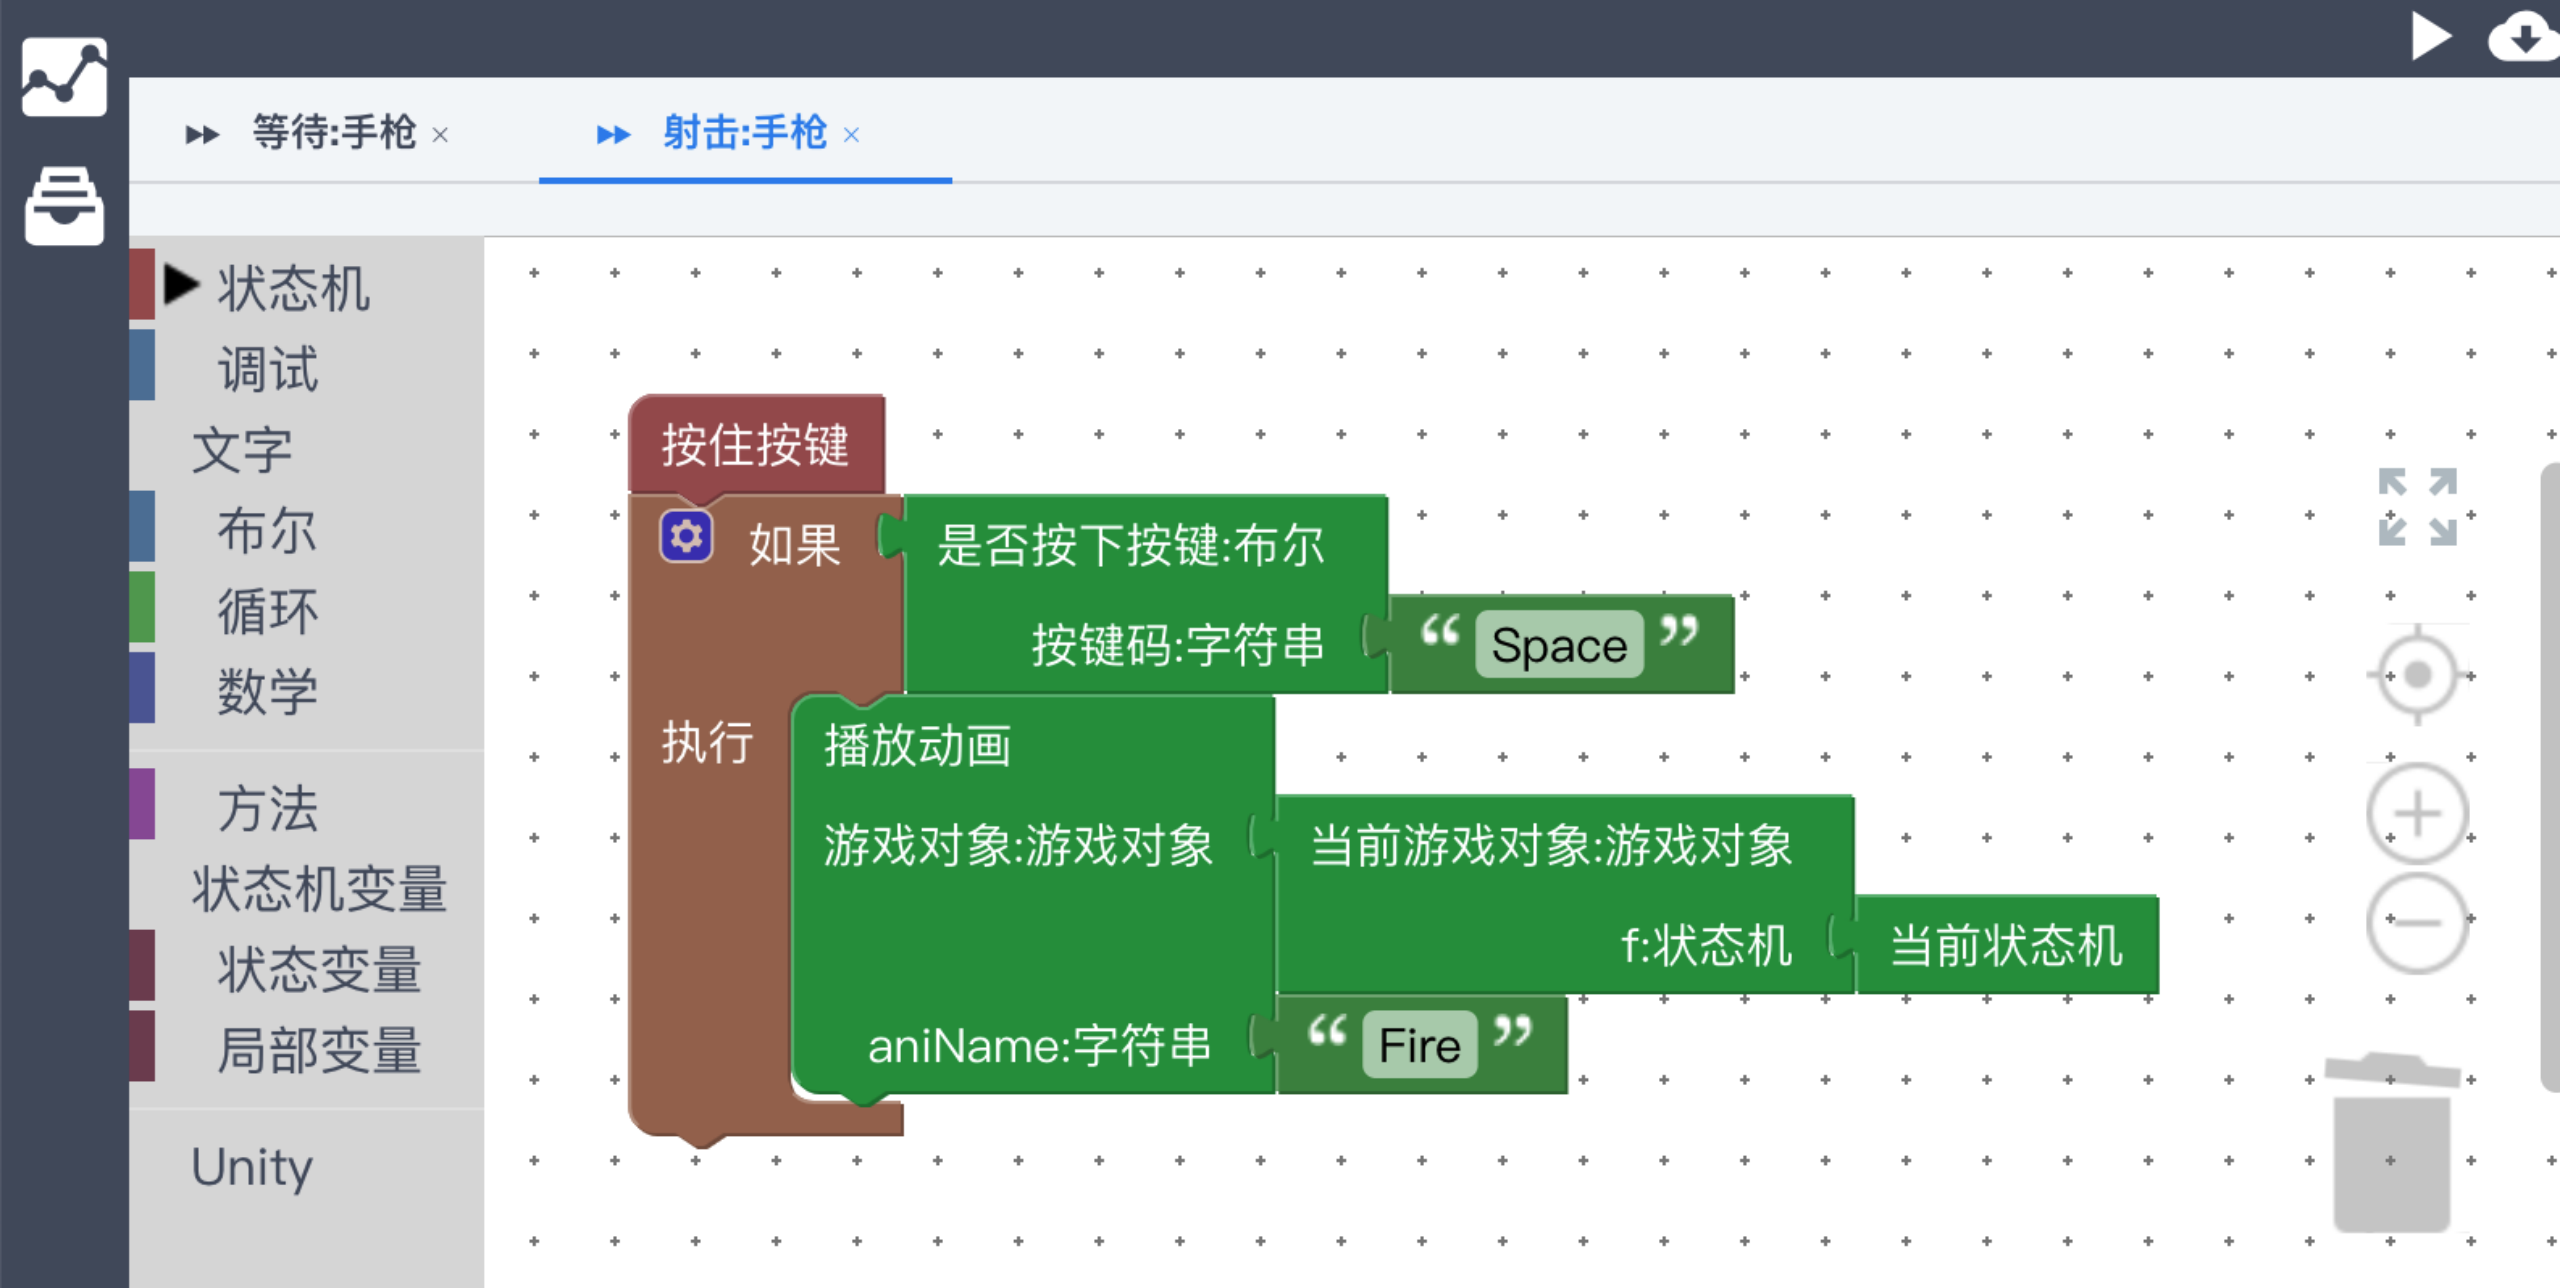 等待:手枪 ×
射击:手枪 ×
状态机
调试
文字
布尔
循环
数学
方法
状态机变量
状态变量
局部变量
Unity
按住按键
如果 是否按下按键:布尔
按键码:字符串 “ Space ”
执行 播放动画
游戏对象:游戏对象 当前游戏对象:游戏对象
f:状态机 当前状态机
aniName:字符串 “ Fire ”